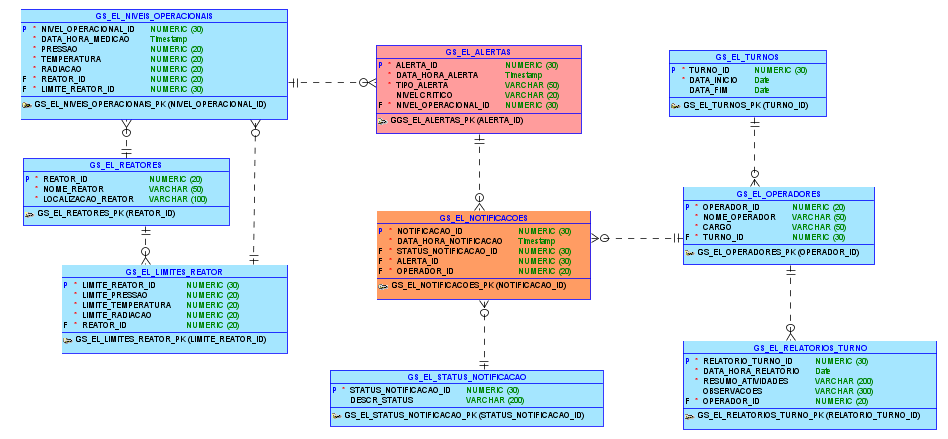 GS_EL_NIVEIS_OPERACIONAIS
P * NIVEL_OPERACIONAL_ID NUMERIC (30)
* DATA_HORA_MEDICAO Timestamp
* PRESSAO NUMERIC (20)
* TEMPERATURA NUMERIC (20)
* RADIACAO NUMERIC (20)
F * REATOR_ID NUMERIC (20)
F * LIMITE_REATOR_ID NUMERIC (30)
GS_EL_NIVEIS_OPERACIONAIS_PK (NIVEL_OPERACIONAL_ID)
GS_EL_ALERTAS
P * ALERTA_ID NUMERIC (30)
* DATA_HORA_ALERTA Timestamp
* TIPO_ALERTA VARCHAR (50)
NIVELCRITICO VARCHAR (20)
F * NIVEL_OPERACIONAL_ID NUMERIC (30)
GGS_EL_ALERTAS_PK (ALERTA_ID)
GS_EL_TURNOS
P * TURNO_ID NUMERIC (30)
* DATA_INICIO Date
DATA_FIM Date
GS_EL_TURNOS_PK (TURNO_ID)
GS_EL_REATORES
P * REATOR_ID NUMERIC (20)
* NOME_REATOR VARCHAR (50)
* LOCALIZACAO_REATOR VARCHAR (100)
GS_EL_REATORES_PK (REATOR_ID)
GS_EL_NOTIFICACOES
P * NOTIFICACAO_ID NUMERIC (30)
* DATA_HORA_NOTIFICACAO Timestamp
F * STATUS_NOTIFICACAO_ID NUMERIC (30)
F * ALERTA_ID NUMERIC (30)
F * OPERADOR_ID NUMERIC (20)
GS_EL_NOTIFICACOES_PK (NOTIFICACAO_ID)
GS_EL_OPERADORES
P * OPERADOR_ID NUMERIC (20)
* NOME_OPERADOR VARCHAR (50)
* CARGO VARCHAR (50)
F * TURNO_ID NUMERIC (30)
GS_EL_OPERADORES_PK (OPERADOR_ID)
GS_EL_LIMITES_REATOR
P * LIMITE_REATOR_ID NUMERIC (30)
* LIMITE_PRESSAO NUMERIC (20)
* LIMITE_TEMPERATURA NUMERIC (20)
* LIMITE_RADIACAO NUMERIC (20)
F * REATOR_ID NUMERIC (20)
GS_EL_LIMITES_REATOR_PK (LIMITE_REATOR_ID)
GS_EL_STATUS_NOTIFICACAO
P * STATUS_NOTIFICACAO_ID NUMERIC (30)
DESCR_STATUS VARCHAR (200)
GS_EL_STATUS_NOTIFICACAO_PK (STATUS_NOTIFICACAO_ID)
GS_EL_RELATORIOS_TURNO
P * RELATORIO_TURNO_ID NUMERIC (30)
* DATA_HORA_RELATORIO Date
* RESUMO_ATIVIDADES VARCHAR (200)
OBSERVACOES VARCHAR (300)
F * OPERADOR_ID NUMERIC (20)
GS_EL_RELATORIOS_TURNO_PK (RELATORIO_TURNO_ID)